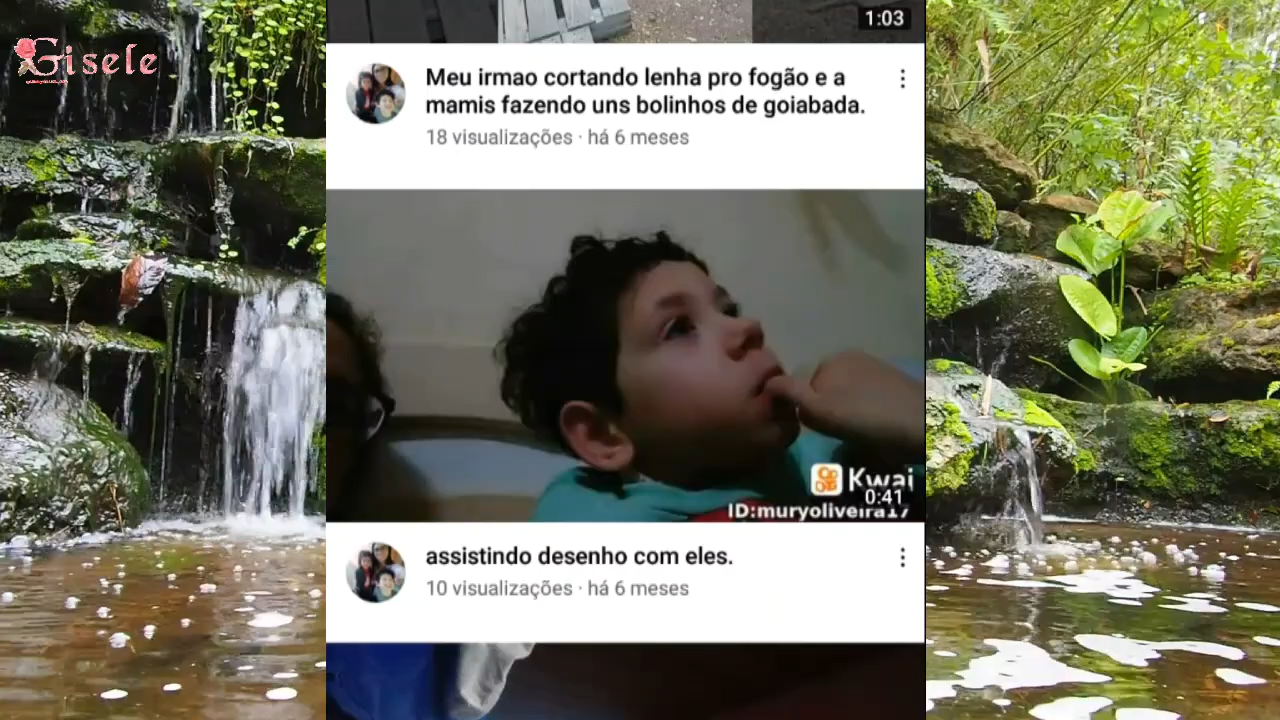 1:03
Gisele
Meu irmao cortando lenha pro fogão e a
mamis fazendo uns bolinhos de goiabada.
18 visualizações · há 6 meses
Kwai
0:41
ID:muryoliveira17
assistindo desenho com eles.
10 visualizações · há 6 meses